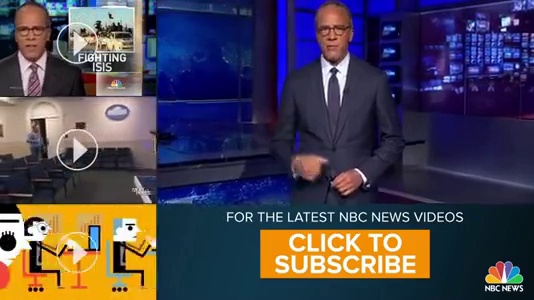 FIGHTING
ISIS
FOR THE LATEST NBC NEWS VIDEOS
CLICK TO
SUBSCRIBE
NBC NEWS